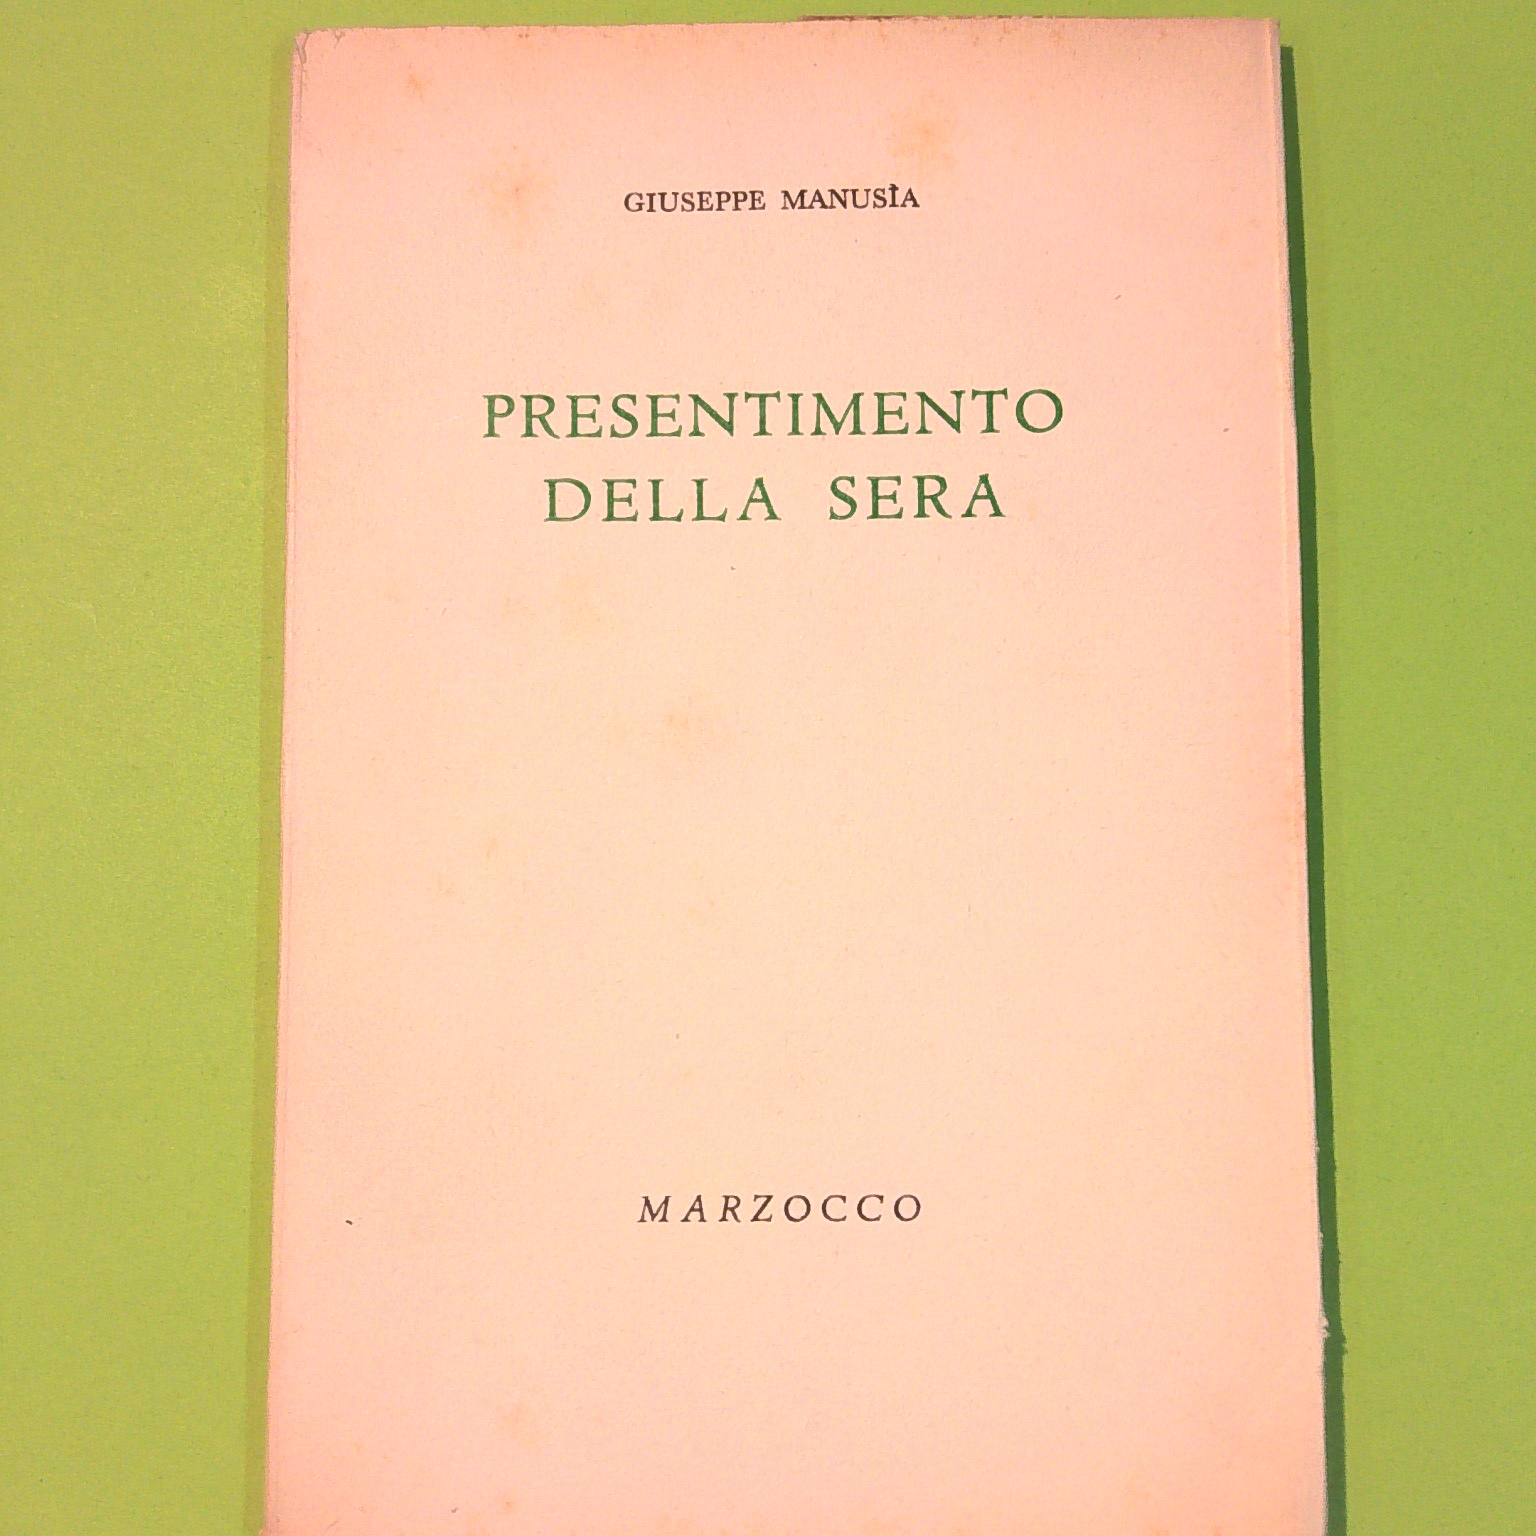 GIUSEPPE MANUSÌA
PRESENTIMENTO
DELLA SERA
MARZOCCO